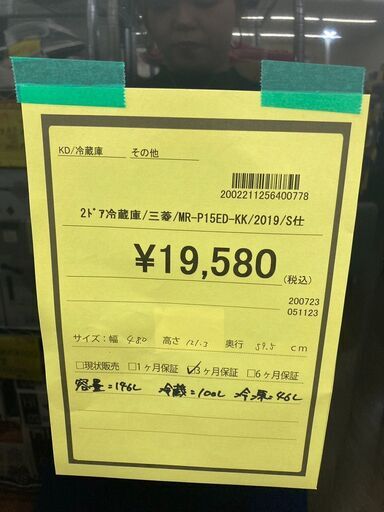 KD/冷蔵庫 その他
2002211256400778
2ﾄﾞｱ冷蔵庫/三菱/MR-P15ED-KK/2019/S仕
¥19,580(税込)
200723
051123
サイズ:幅 480 高さ 121.3 奥行 59.5 cm
□現状販売 □1ヶ月保証 ☑3ヶ月保証 □6ヶ月保証
容量=146L 冷蔵=100L 冷凍=46L